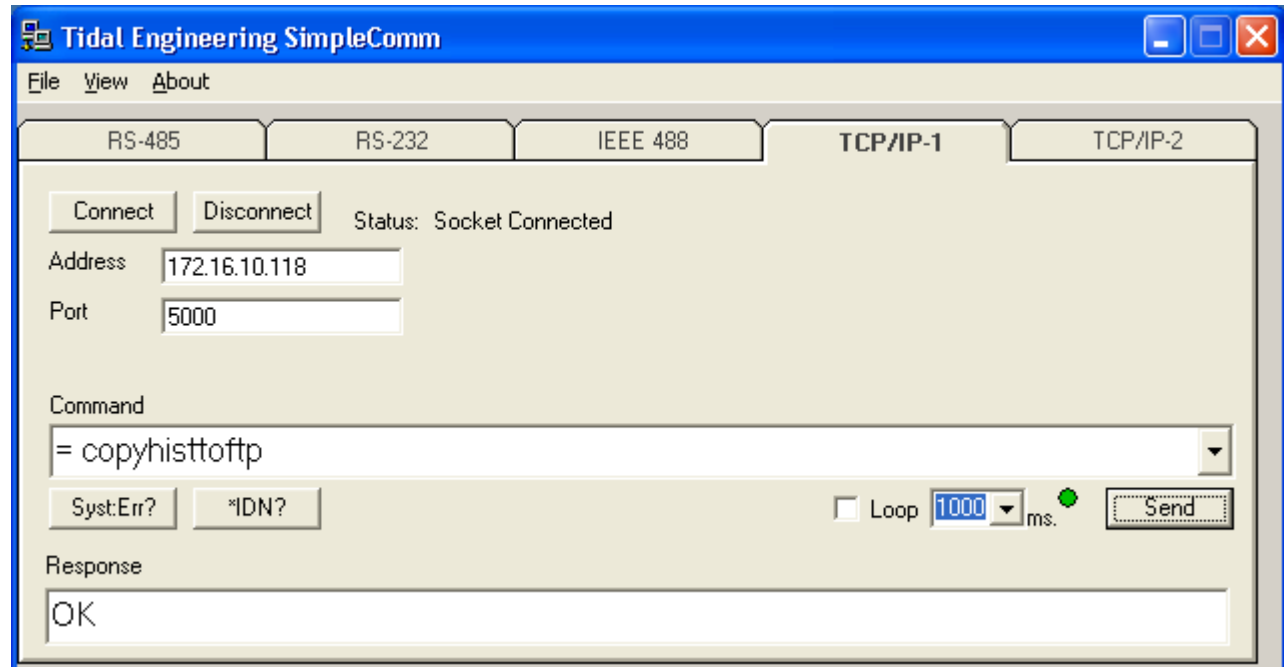 Tidal Engineering SimpleComm
File View About
RS-485 RS-232 IEEE 488 TCP/IP-1 TCP/IP-2
Connect Disconnect Status: Socket Connected
Address 172.16.10.118
Port 5000
Command
= copyhisttoftp
Syst:Err? *IDN? Loop 1000 ms. Send
Response
OK